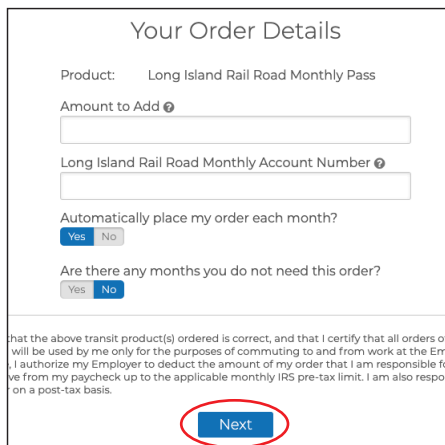 Your Order Details
Product: Long Island Rail Road Monthly Pass
Amount to Add ?
Long Island Rail Road Monthly Account Number ?
Automatically place my order each month?
Yes No
Are there any months you do not need this order?
Yes No
that the above transit product(s) ordered is correct, and that I certify that all orders
will be used by me only for the purposes of commuting to and from work at the
, I authorize my Employer to deduct the amount of my order that I am responsible
from my paycheck up to the applicable monthly IRS pre-tax limit. I am also
on a post-tax basis.
Next